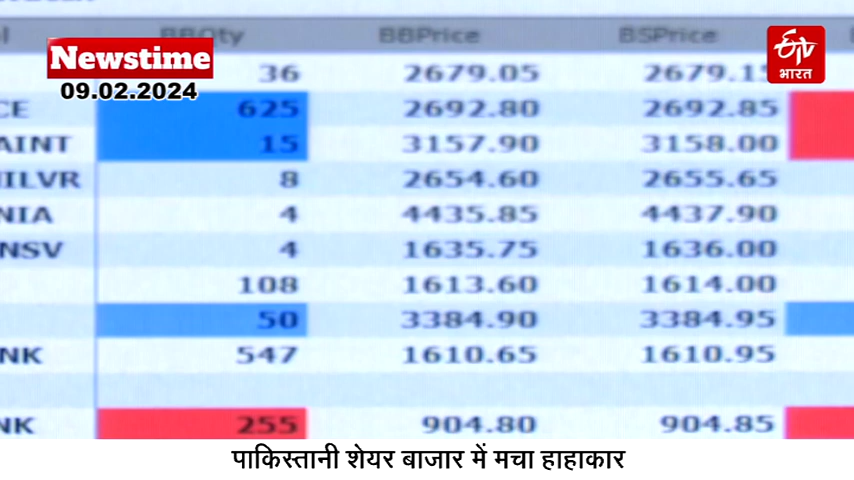 BBQty BBPrice BSPrice
Newstime
09.02.2024
ETV भारत
36 2679.05 2679.15
CE 625 2692.80 2692.85
AINT 15 3157.90 3158.00
HILVR 8 2654.60 2655.65
NIA 4 4435.85 4437.90
NSV 4 1635.75 1636.00
108 1613.60 1614.00
50 3384.90 3384.95
NK 547 1610.65 1610.95
NK 255 904.80 904.85
पाकिस्तानी शेयर बाजार में मचा हाहाकार